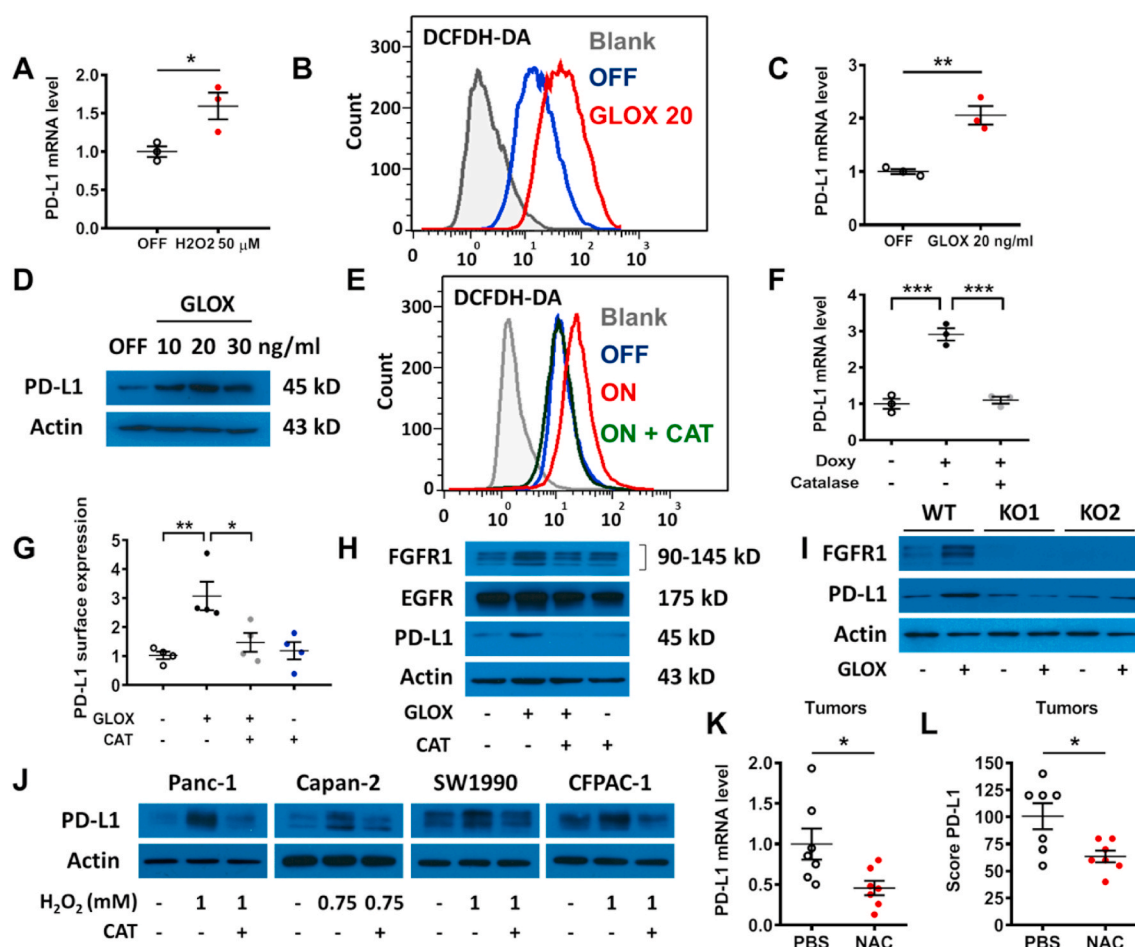 A
PD-L1 mRNA level
2.0
1.5
1.0
0.5
0.0
*
OFF H2O2 50 μM
B
DCFDH-DA
Count
300
200
100
0
Blank
OFF
GLOX 20
10⁰ 10¹ 10² 10³
C
PD-L1 mRNA level
3
2
1
0
**
OFF GLOX 20 ng/ml
D
GLOX
OFF 10 20 30 ng/ml
PD-L1 45 kD
Actin 43 kD
E
DCFDH-DA
Count
300
200
100
0
Blank
OFF
ON
ON + CAT
10⁰ 10¹ 10² 10³
F
PD-L1 mRNA level
4
3
2
1
0
*** ***
Doxy - + +
Catalase - - +
G
PD-L1 surface expression
5
4
3
2
1
0
** *
GLOX - + + -
CAT - - + +
H
FGFR1 90-145 kD
EGFR 175 kD
PD-L1 45 kD
Actin 43 kD
GLOX - + + -
CAT - - + +
I
WT KO1 KO2
FGFR1
PD-L1
Actin
GLOX - + - + - +
J
Panc-1 Capan-2 SW1990 CFPAC-1
PD-L1
Actin
H₂O₂ (mM) - 1 1 - 0.75 0.75 - 1 1 - 1 1
CAT - - + - - + - - + - - +
K
Tumors
PD-L1 mRNA level
2.0
1.5
1.0
0.5
0.0
*
PBS NAC
L
Tumors
Score PD-L1
150
125
100
75
50
25
0
*
PBS NAC